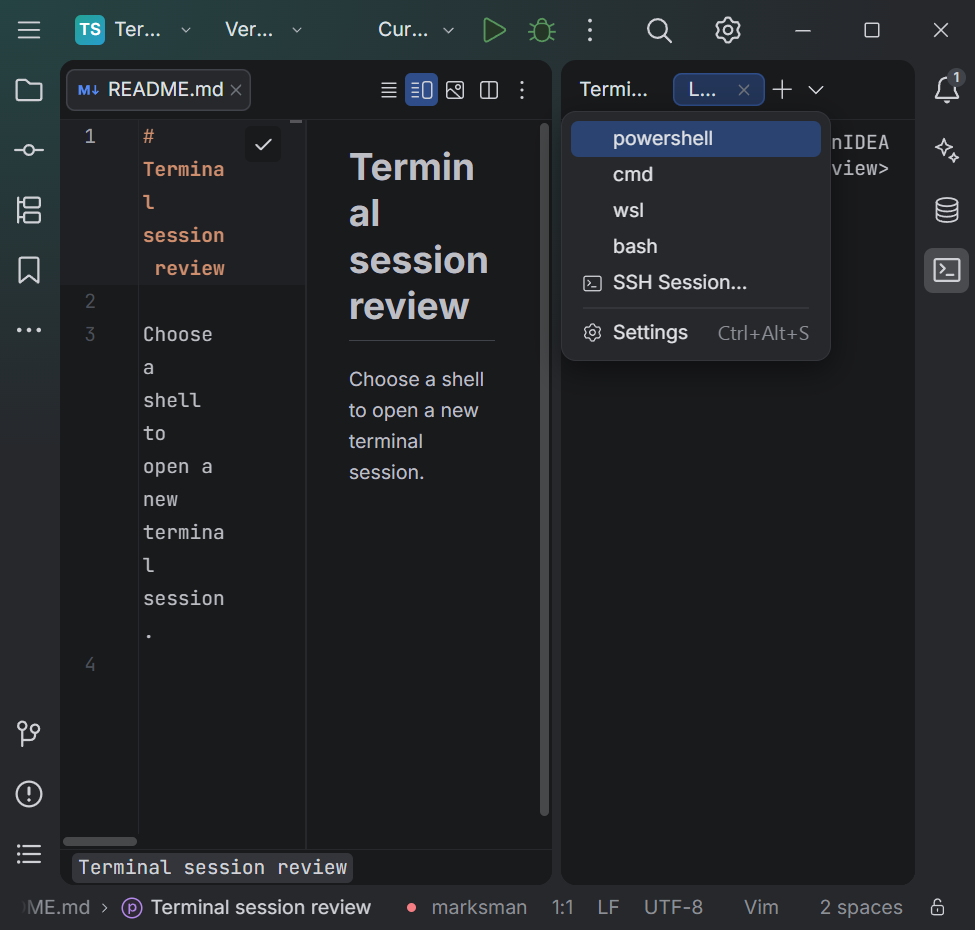 TS Ter... Ver... Cur...
README.md
Termi... L...
1
1 #
Termina
l
session
review
2
3 Choose
a
shell
to
open a
new
termina
l
session
.
4
Termin
al
session
review
Choose a shell
to open a new
terminal
session.
nIDEA
view>
powershell
cmd
wsl
bash
SSH Session...
Settings Ctrl+Alt+S
Terminal session review
ME.md › Terminal session review marksman 1:1 LF UTF-8 Vim 2 spaces